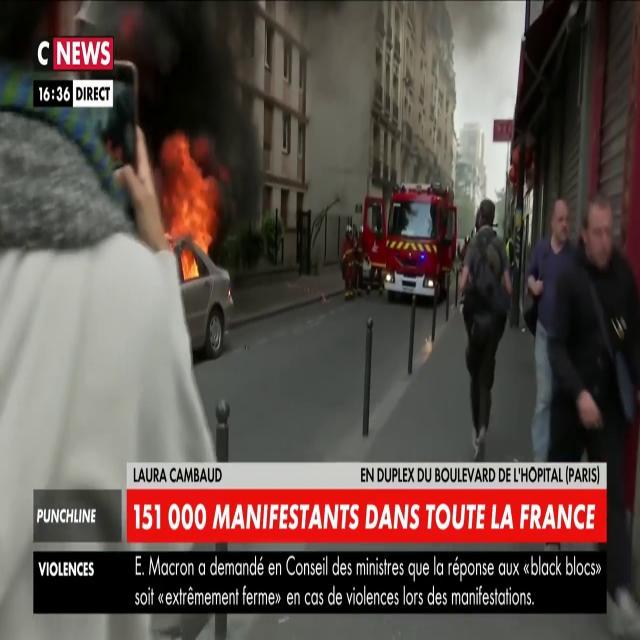 C NEWS
16:36 DIRECT
LAURA CAMBAUD
EN DUPLEX DU BOULEVARD DE L'HÔPITAL (PARIS)
PUNCHLINE
151 000 MANIFESTANTS DANS TOUTE LA FRANCE
VIOLENCES
E. Macron a demandé en Conseil des ministres que la réponse aux «black blocs»
soit «extrêmement ferme» en cas de violences lors des manifestations.